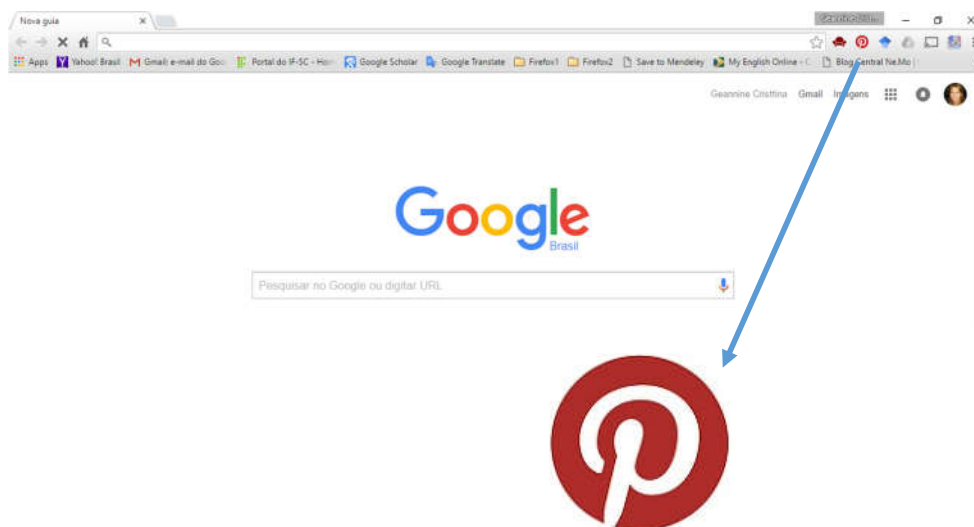 Nova guia
Apps Yahoo! Brasil Gmail: e-mail do Goo Portal do IF-SC - Hom Google Scholar Google Translate Firefox1 Firefox2 Save to Mendeley My English Online - C Blog Central Ne.Mo
Geannine Cristtina Gmail Imagens
Google
Brasil
Pesquisar no Google ou digitar URL